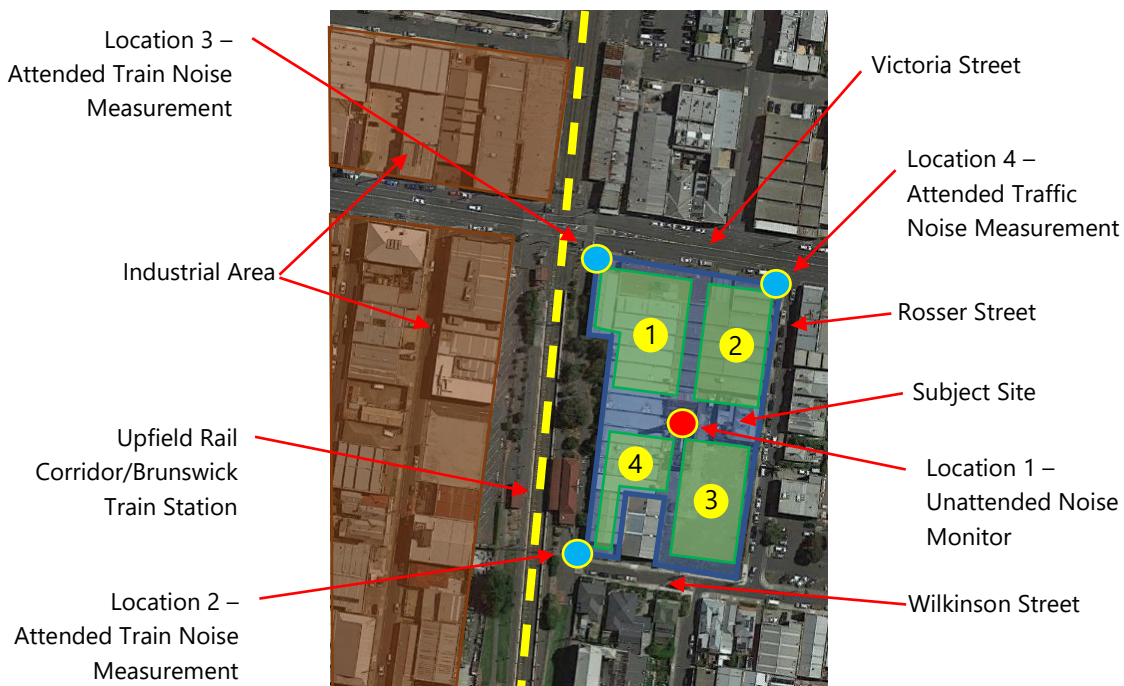 Location 3 –
Attended Train Noise
Measurement
Victoria Street
Location 4 –
Attended Traffic
Noise Measurement
Industrial Area
Rosser Street
1
2
Subject Site
Upfield Rail
Corridor/Brunswick
Train Station
4
3
Location 1 –
Unattended Noise
Monitor
Location 2 –
Attended Train Noise
Measurement
Wilkinson Street